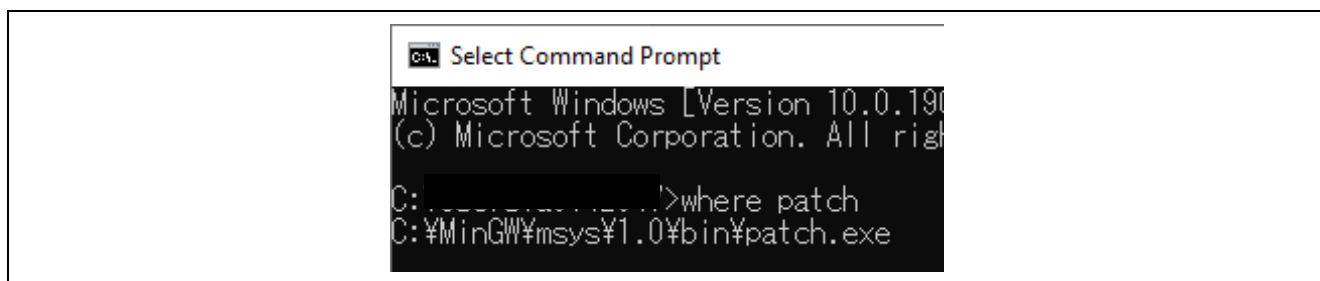 Select Command Prompt
Microsoft Windows [Version 10.0.190
(c) Microsoft Corporation. All righ
C: >where patch
C:¥MinGW¥msys¥1.0¥bin¥patch.exe